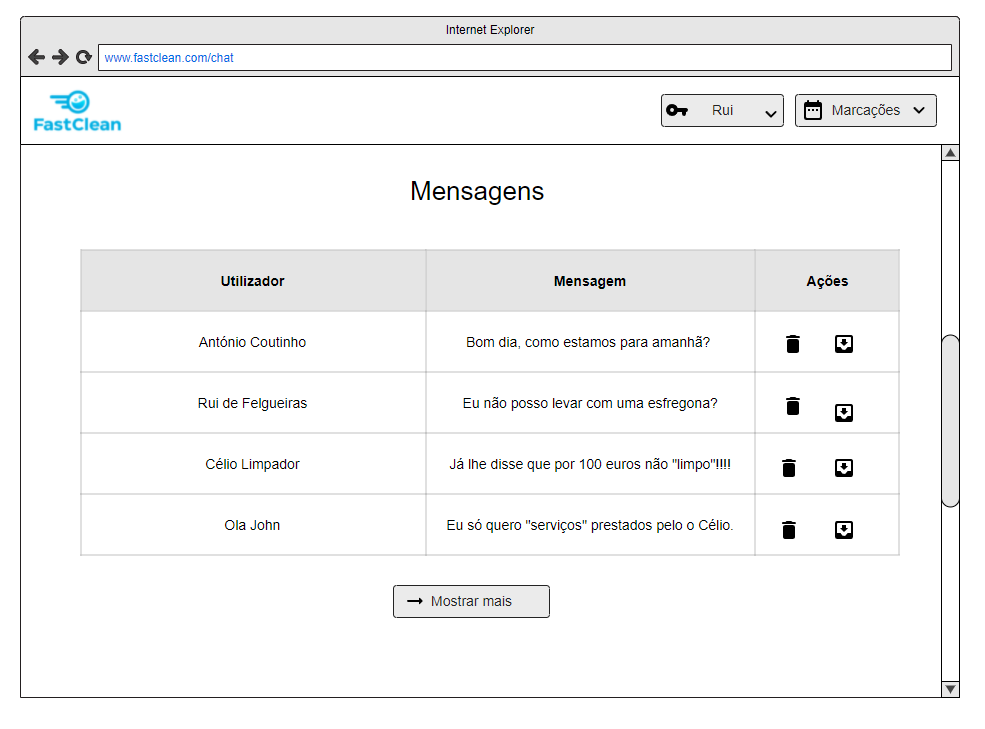 Internet Explorer
www.fastclean.com/chat
FastClean
Rui
Marcações
Mensagens
Utilizador Mensagem Ações
António Coutinho Bom dia, como estamos para amanhã?
Rui de Felgueiras Eu não posso levar com uma esfregona?
Célio Limpador Já lhe disse que por 100 euros não "limpo"!!!!
Ola John Eu só quero "serviços" prestados pelo o Célio.
Mostrar mais